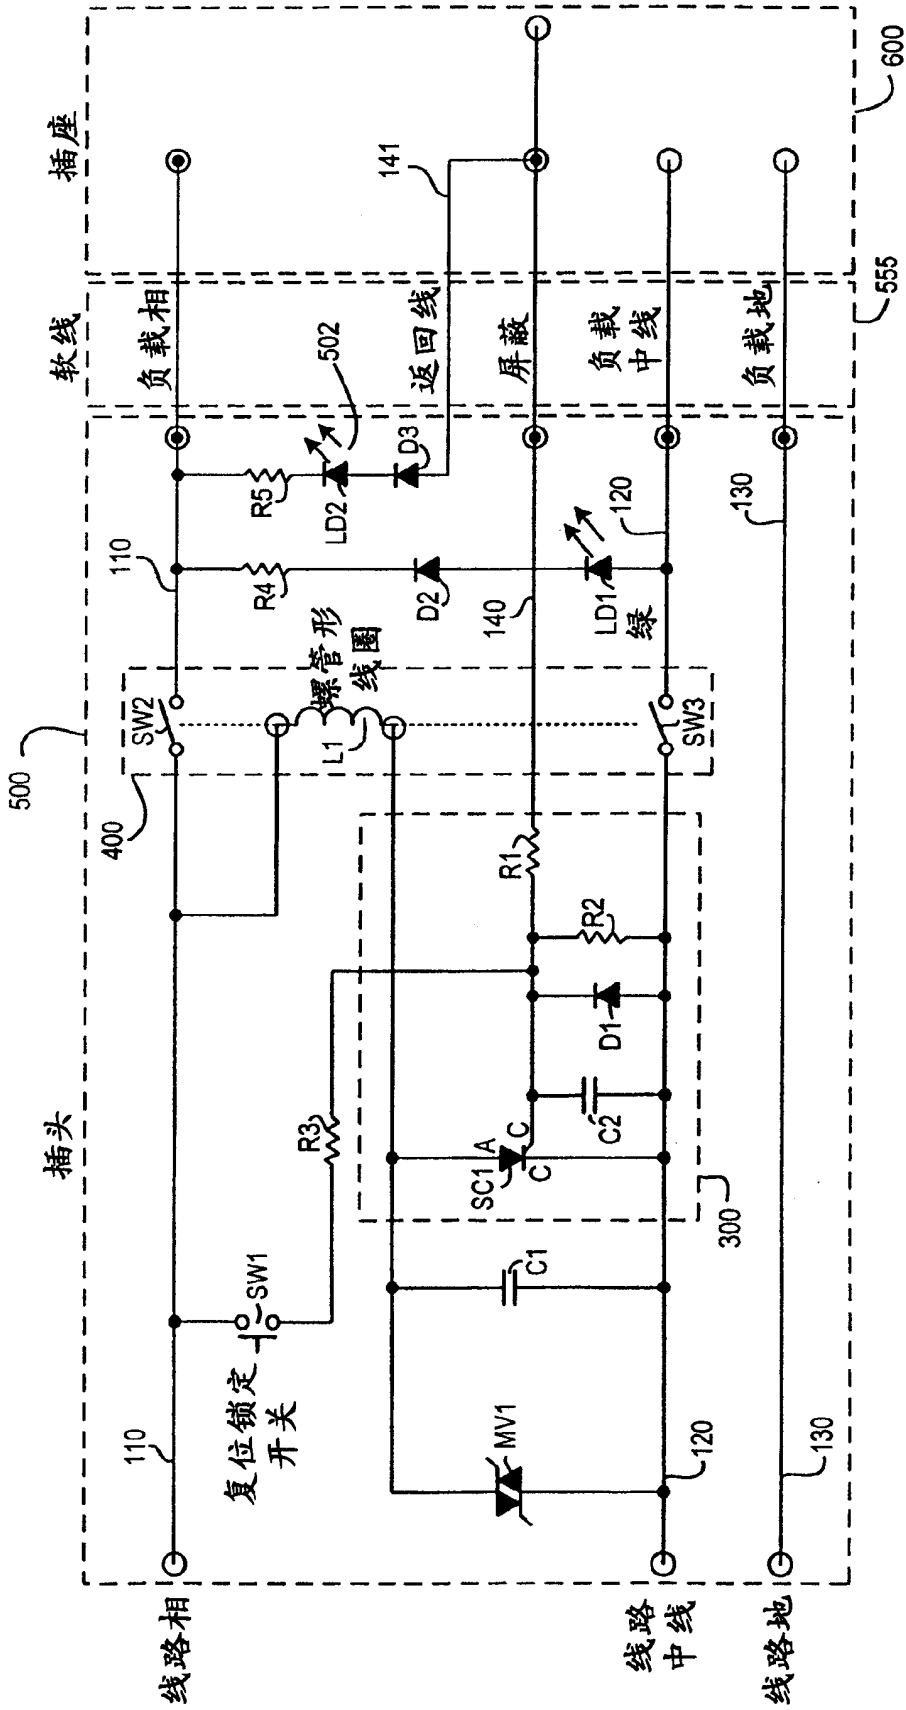 插头
软线
插座
500
400
300
555
600
线路相
110
复位锁定
开关
SW1
R3
SW2
110
R4
R5
LD2
502
D3
负载相
螺管形
线圈
L1
D2
返回线
141
MV1
C1
SC1
A
C
C
C2
D1
R2
R1
140
屏蔽
LD1
绿
线路
中线
120
SW3
120
负载
中线
线路地
130
130
负载地